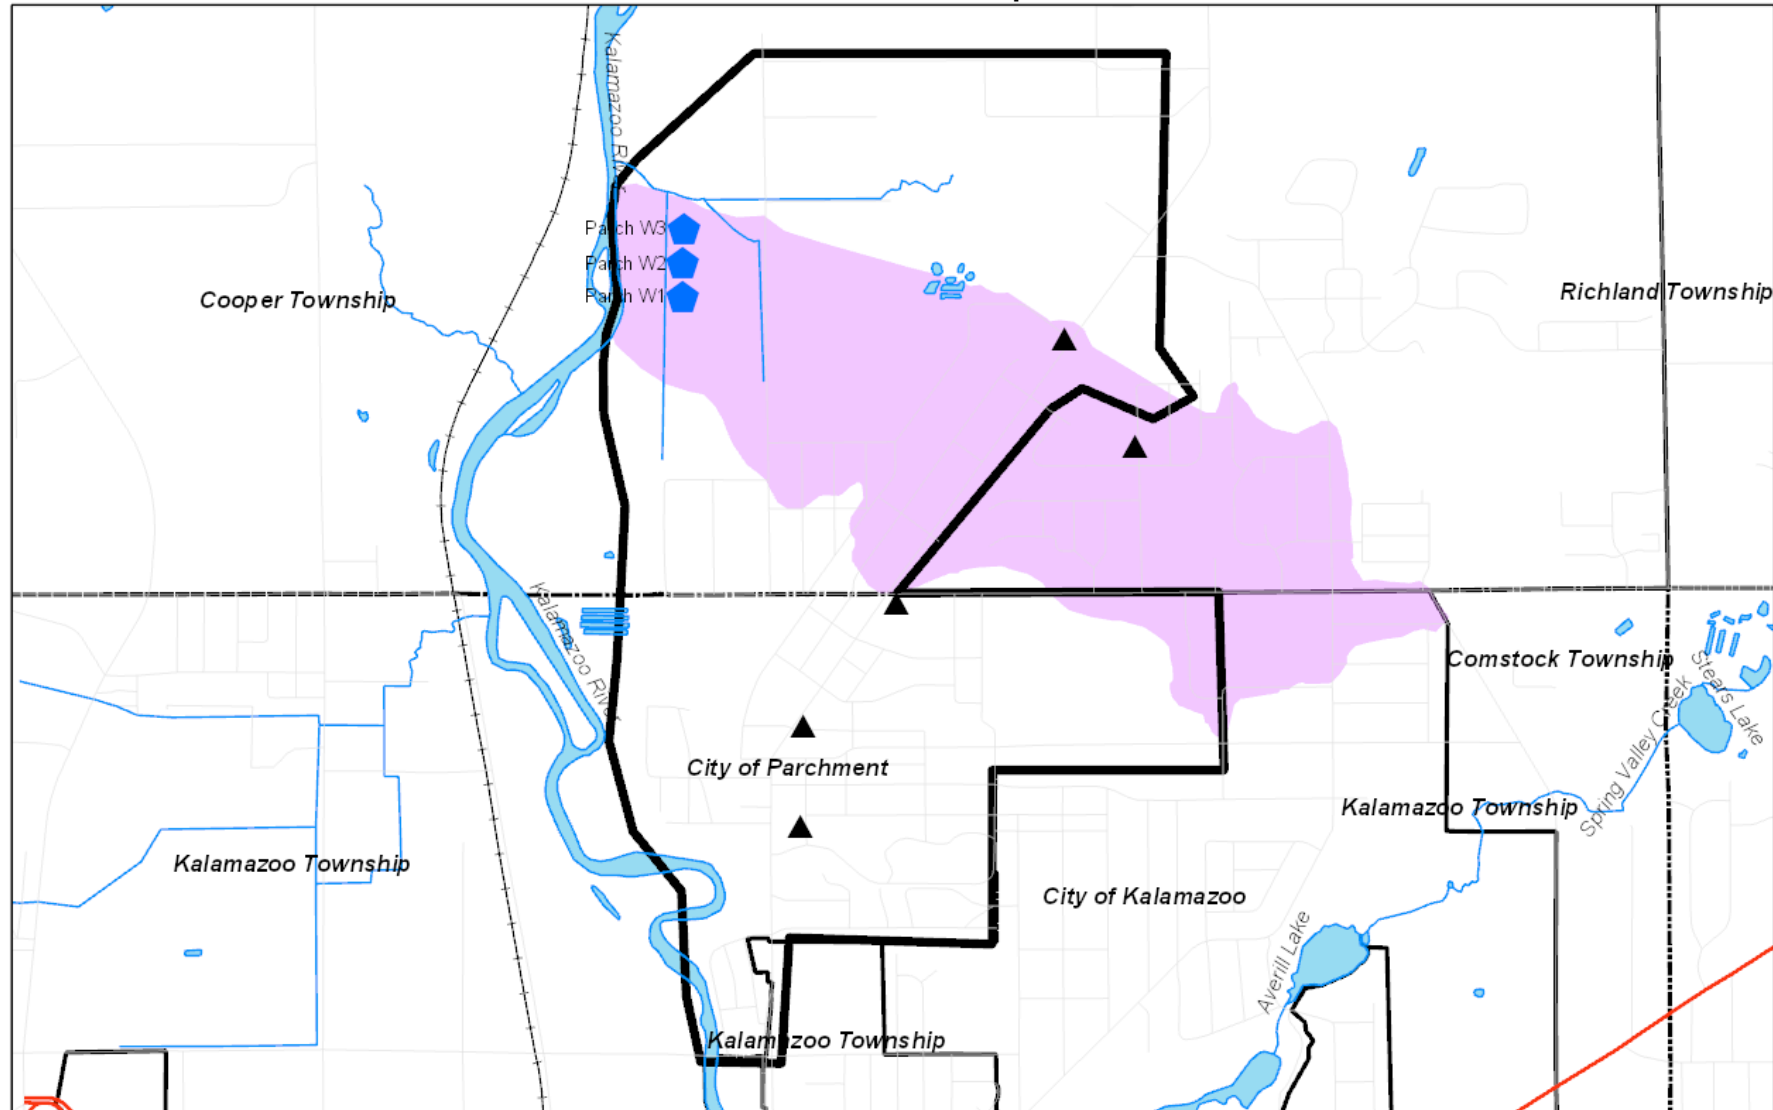 Kalamazoo River
Parch W3
Parch W2
Parch W1
Cooper Township
Richland Township
Kalamazoo River
Comstock Township
Stears Lake
Spring Valley Creek
City of Parchment
Kalamazoo Township
Kalamazoo Township
City of Kalamazoo
Averill Lake
Kalamazoo Township